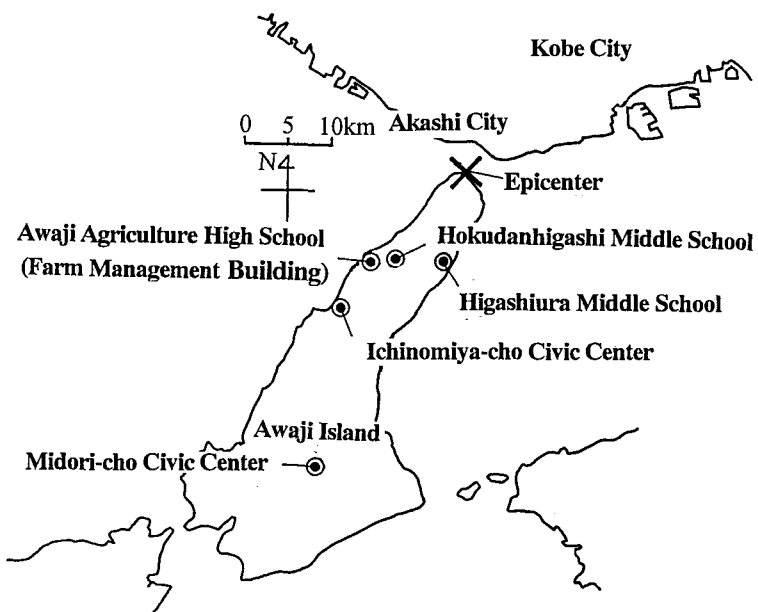 Kobe City
0 5 10km
Akashi City
N
Epicenter
Awaji Agriculture High School
(Farm Management Building)
Hokudanhigashi Middle School
Higashiura Middle School
Ichinomiya-cho Civic Center
Awaji Island
Midori-cho Civic Center